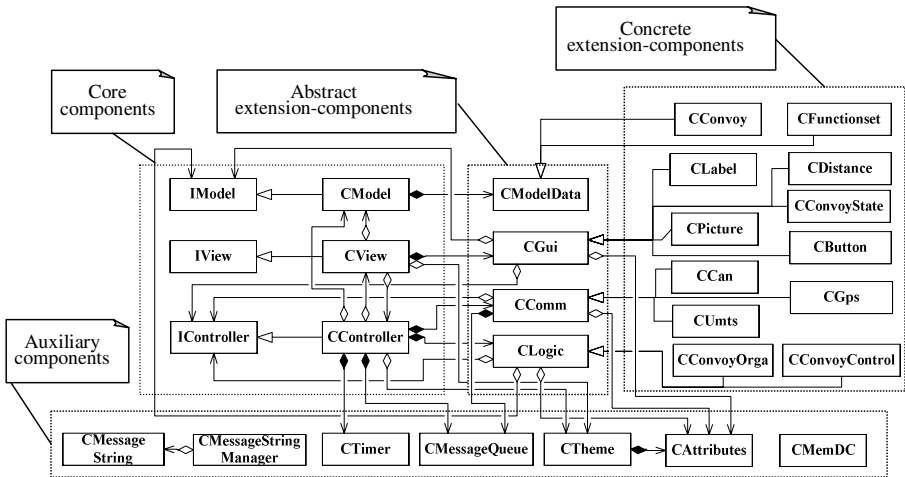 Concrete
extension-components
Core
components
Abstract
extension-components
CConvoy
CFunctionset
CLabel
CDistance
IModel
CModel
CModelData
CConvoyState
CPicture
IView
CView
CGui
CButton
CCan
CGps
CComm
CUmts
Auxiliary
components
IController
CController
CLogic
CConvoyOrga
CConvoyControl
CMessage
String
CMessageString
Manager
CTimer
CMessageQueue
CTheme
CAttributes
CMemDC